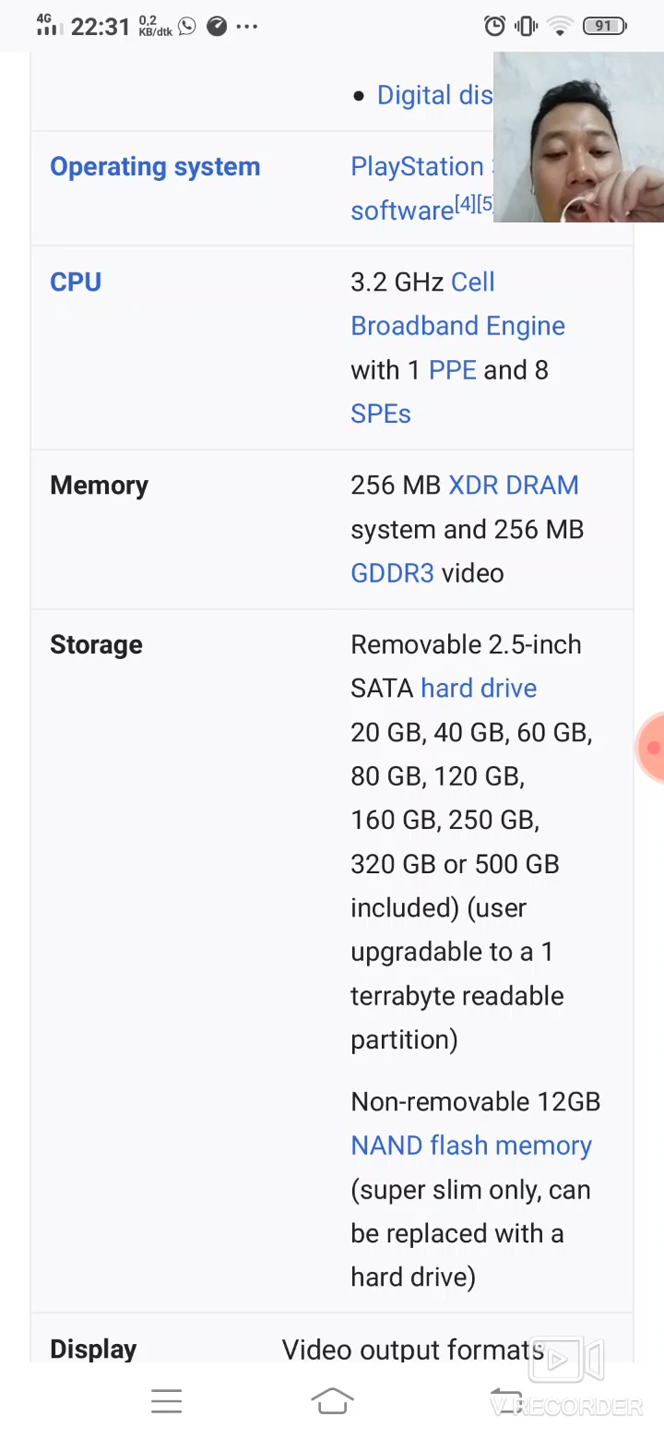 4G 22:31 0,2 KB/dtk 91
• Digital dis
Operating system
PlayStation
software[4][5]
CPU
3.2 GHz Cell
Broadband Engine
with 1 PPE and 8
SPEs
Memory
256 MB XDR DRAM
system and 256 MB
GDDR3 video
Storage
Removable 2.5-inch
SATA hard drive
20 GB, 40 GB, 60 GB,
80 GB, 120 GB,
160 GB, 250 GB,
320 GB or 500 GB
included) (user
upgradable to a 1
terrabyte readable
partition)
Non-removable 12GB
NAND flash memory
(super slim only, can
be replaced with a
hard drive)
Display
Video output formats
V RECORDER